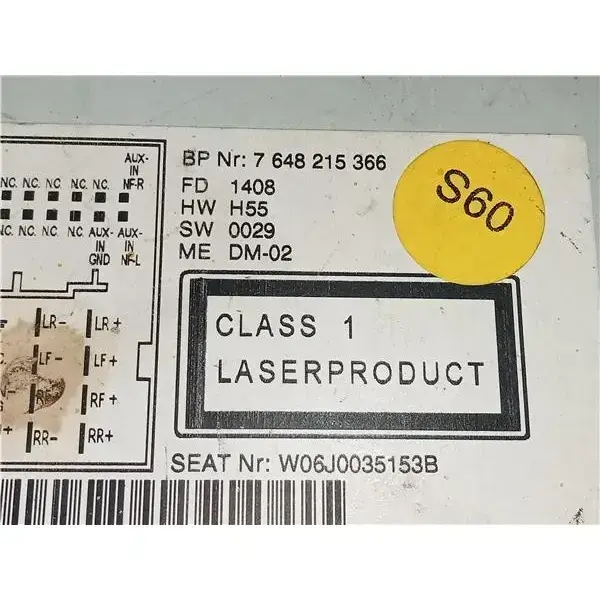 AUX-
IN
NF-R
N.C. N.C. N.C. N.C.
N.C. N.C. N.C. AUX- AUX-
IN IN
GND NF-L
LR- LR+
LF- LF+
RF+
RR- RR+
BP Nr: 7 648 215 366
FD 1408
HW H55
SW 0029
ME DM-02
S60
CLASS 1
LASERPRODUCT
SEAT Nr: W06J0035153B